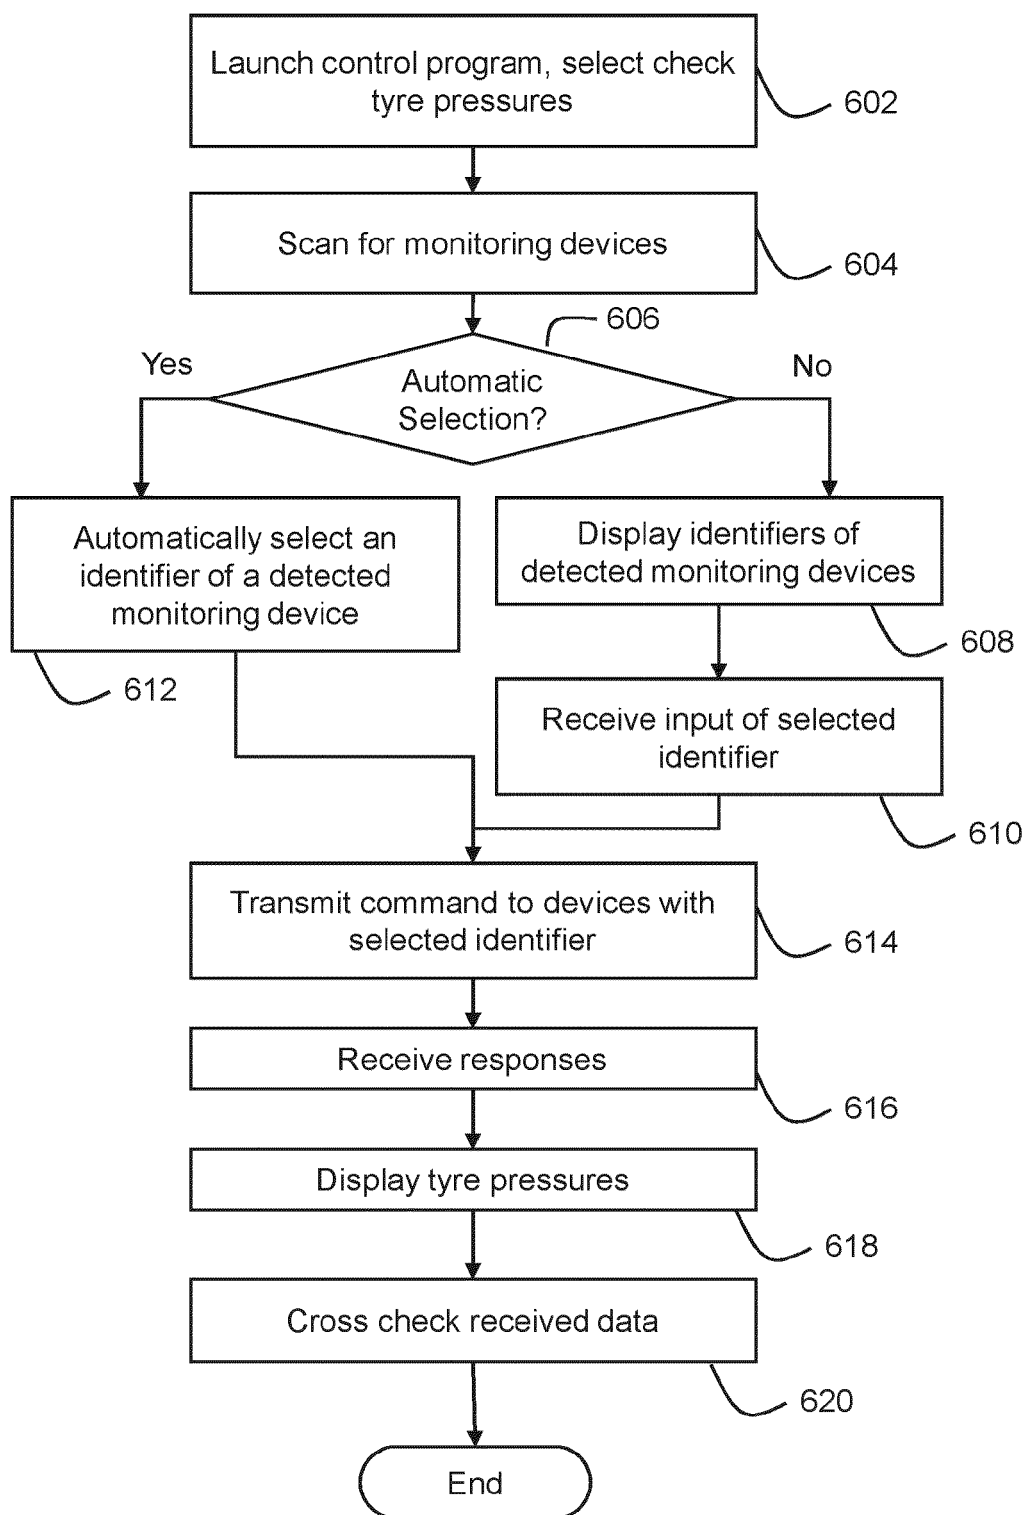 Launch control program, select check
tyre pressures
602
Scan for monitoring devices
604
606
Yes
No
Automatic
Selection?
Automatically select an
identifier of a detected
monitoring device
612
Display identifiers of
detected monitoring devices
608
Receive input of selected
identifier
610
Transmit command to devices with
selected identifier
614
Receive responses
616
Display tyre pressures
618
Cross check received data
620
End